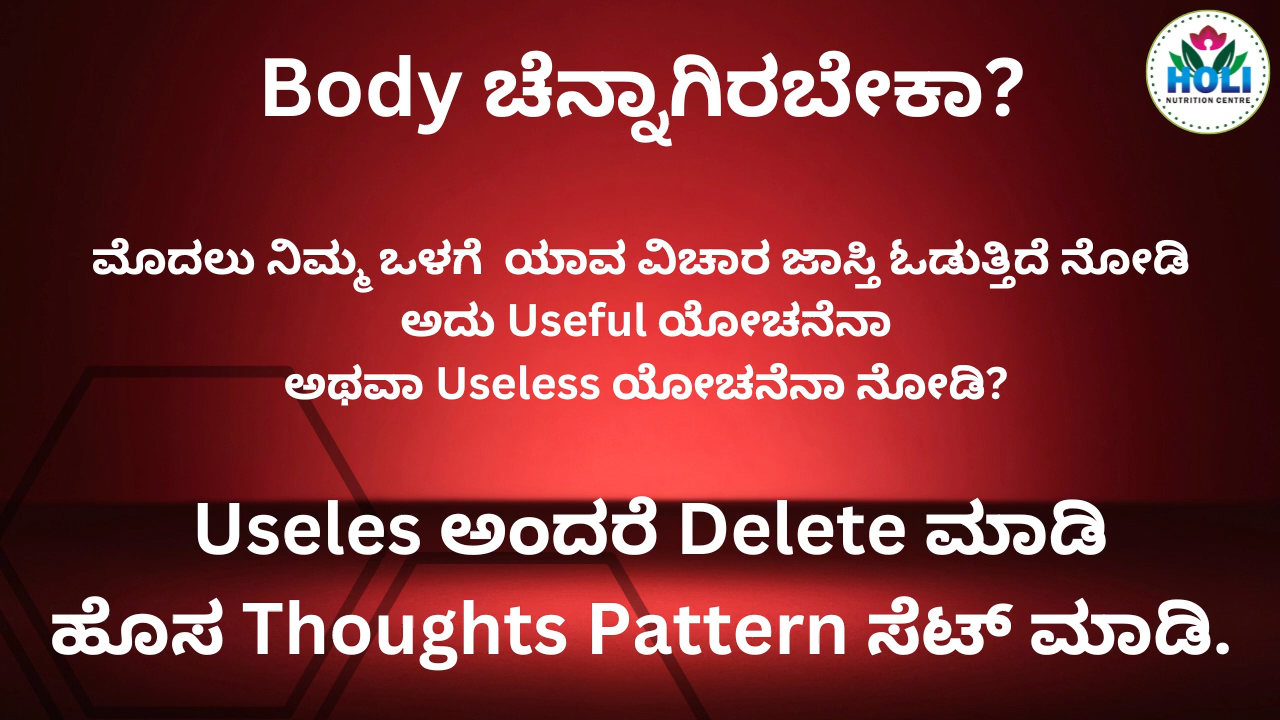 Body ಚೆನ್ನಾಗಿರಬೇಕಾ?
HOLI
NUTRITION CENTRE
ಮೊದಲು ನಿಮ್ಮ ಒಳಗೆ ಯಾವ ವಿಚಾರ ಜಾಸ್ತಿ ಓಡುತ್ತಿದೆ ನೋಡಿ
ಅದು Useful ಯೋಚನೆನಾ
ಅಥವಾ Useless ಯೋಚನೆನಾ ನೋಡಿ?
Useles ಅಂದರೆ Delete ಮಾಡಿ
ಹೊಸ Thoughts Pattern ಸೆಟ್ ಮಾಡಿ.